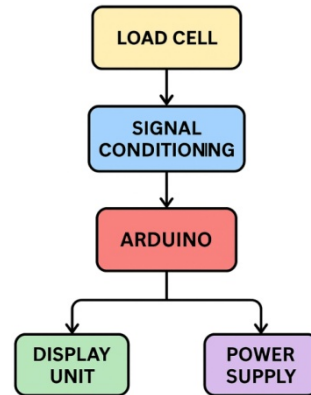 LOAD CELL
SIGNAL
CONDITIONING
ARDUINO
DISPLAY
UNIT
POWER
SUPPLY